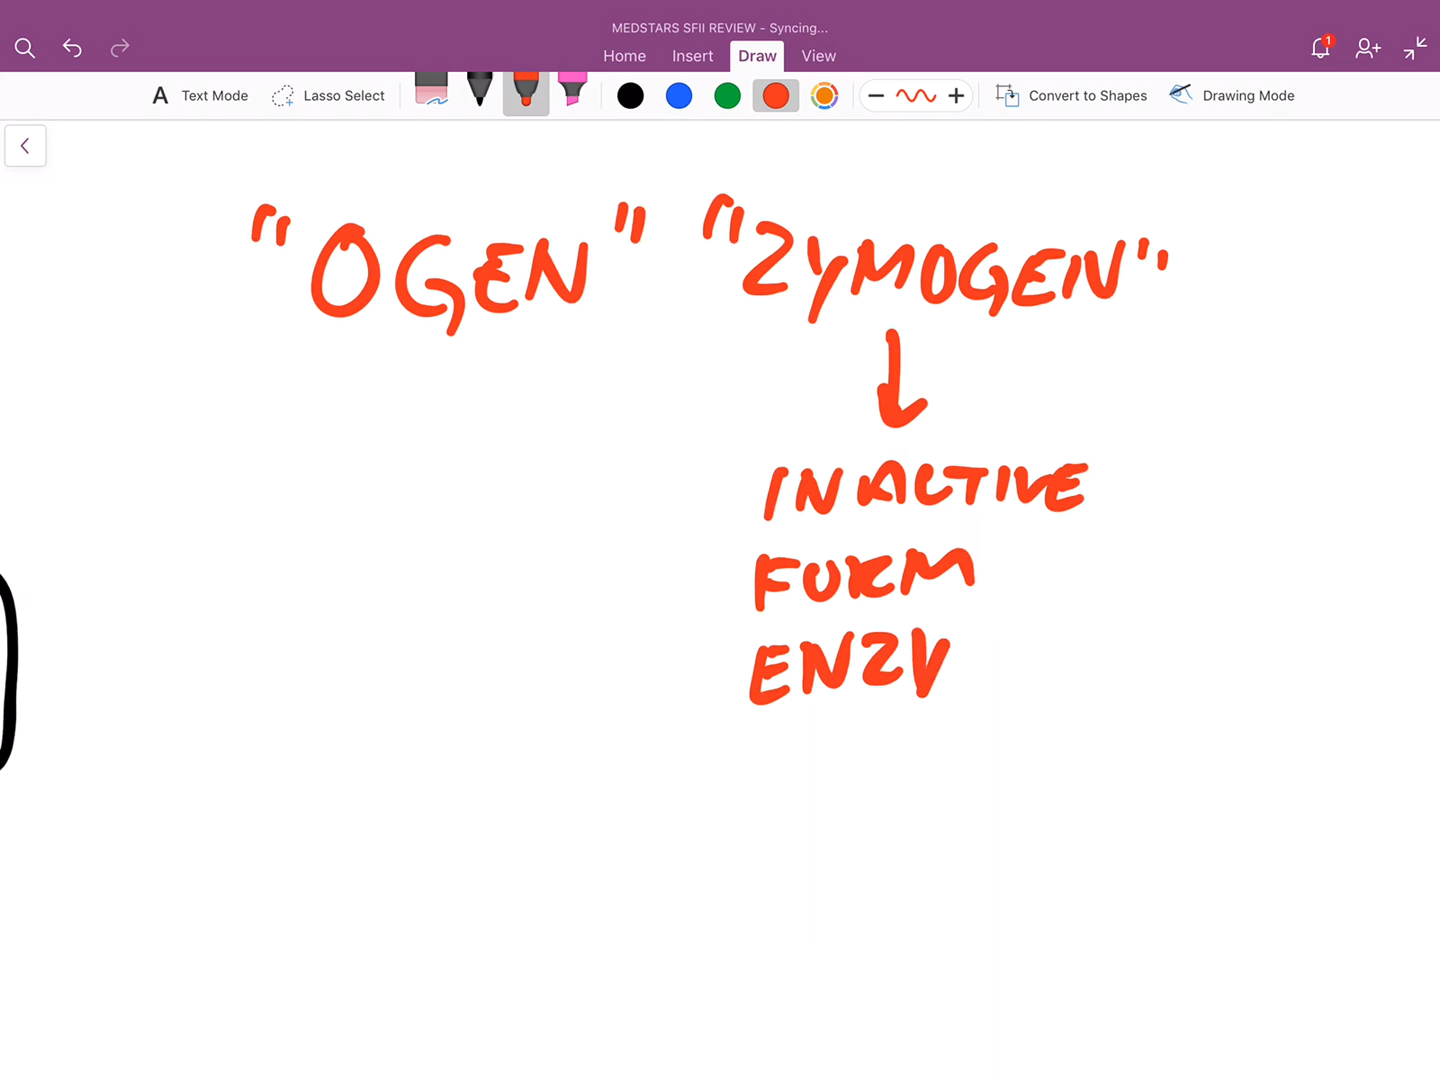 MEDSTARS SFII REVIEW - Syncing...
Home Insert Draw View
1
A Text Mode Lasso Select Convert to Shapes Drawing Mode
"OGEN" "ZYMOGEN"
INACTIVE
FORM
ENZY